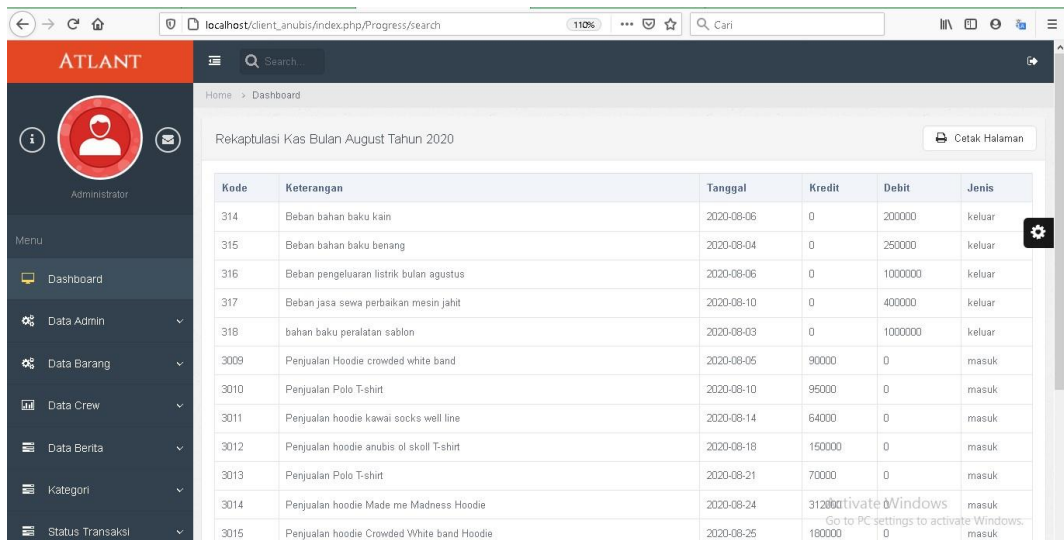 localhost/client_anubis/index.php/Progress/search 110% Cari
ATLANT Search...
Home > Dashboard
Rekaptulasi Kas Bulan August Tahun 2020 Cetak Halaman
Administrator
Menu
Dashboard
Data Admin
Data Barang
Data Crew
Data Berita
Kategori
Status Transaksi
Kode Keterangan Tanggal Kredit Debit Jenis
314 Beban bahan baku kain 2020-08-06 0 200000 keluar
315 Beban bahan baku benang 2020-08-04 0 250000 keluar
316 Beban pengeluaran listrik bulan agustus 2020-08-06 0 1000000 keluar
317 Beban jasa sewa perbaikan mesin jahit 2020-08-10 0 400000 keluar
318 bahan baku peralatan sablon 2020-08-03 0 1000000 keluar
3009 Penjualan Hoodie crowded white band 2020-08-05 90000 0 masuk
3010 Penjualan Polo T-shirt 2020-08-10 95000 0 masuk
3011 Penjualan hoodie kawai socks well line 2020-08-14 64000 0 masuk
3012 Penjualan hoodie anubis ol skoll T-shirt 2020-08-18 150000 0 masuk
3013 Penjualan Polo T-shirt 2020-08-21 70000 0 masuk
3014 Penjualan hoodie Made me Madness Hoodie 2020-08-24 312000 0 masuk
3015 Penjualan hoodie Crowded White band Hoodie 2020-08-25 180000 0 masuk
Activate Windows
Go to PC settings to activate Windows.